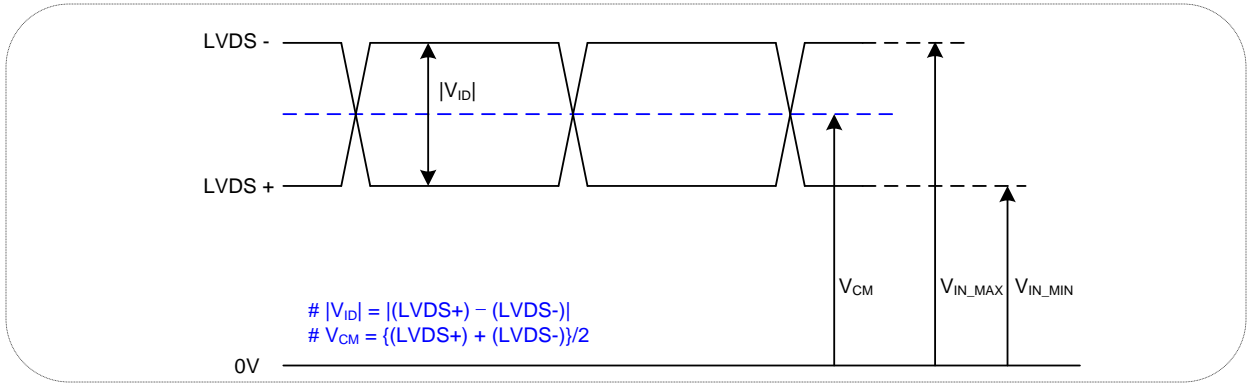 LVDS -
|VID|
LVDS +
VCM
VIN_MAX
VIN_MIN
# |VID| = |(LVDS+) − (LVDS-)|
# VCM = {(LVDS+) + (LVDS-)}/2
0V